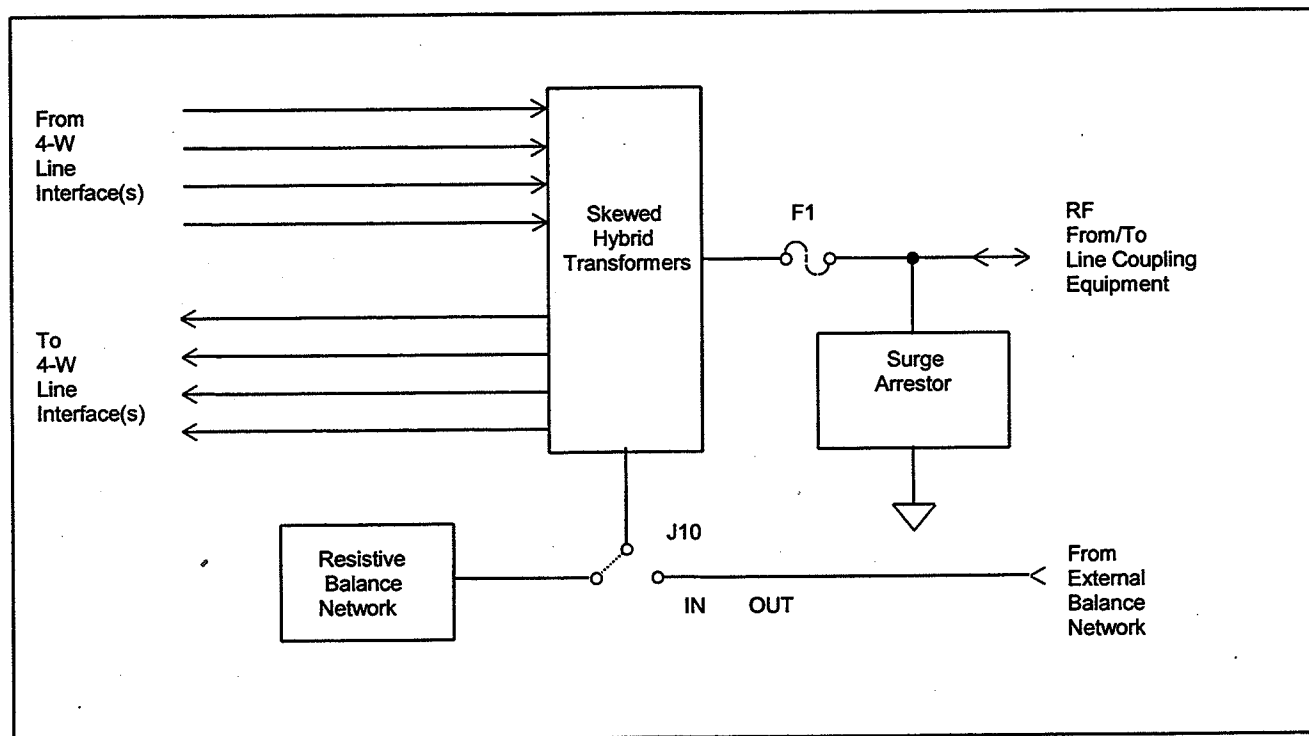 From
4-W
Line
Interface(s)
To
4-W
Line
Interface(s)
Skewed
Hybrid
Transformers
F1
RF
From/To
Line Coupling
Equipment
Surge
Arrestor
J10
Resistive
Balance
Network
IN OUT
From
External
Balance
Network